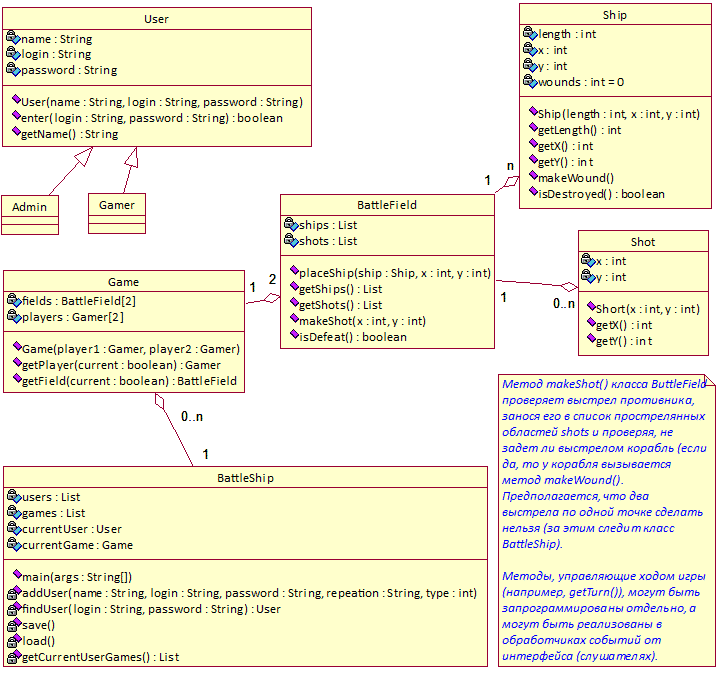 User
name : String
login : String
password : String
User(name : String, login : String, password : String)
enter(login : String, password : String) : boolean
getName() : String
Admin
Gamer
Ship
length : int
x : int
y : int
wounds : int = 0
Ship(length : int, x : int, y : int)
getLength() : int
getX() : int
getY() : int
makeWound()
isDestroyed() : boolean
n
1
BattleField
ships : List
shots : List
placeShip(ship : Ship, x : int, y : int)
getShips() : List
getShots() : List
makeShot(x : int, y : int)
isDefeat() : boolean
Shot
x : int
y : int
Short(x : int, y : int)
getX() : int
getY() : int
1
0..n
2
1
Game
fields : BattleField[2]
players : Gamer[2]
Game(player1 : Gamer, player2 : Gamer)
getPlayer(current : boolean) : Gamer
getField(current : boolean) : BattleField
0..n
1
BattleShip
users : List
games : List
currentUser : User
currentGame : Game
main(args : String[])
addUser(name : String, login : String, password : String, repeation : String, type : int)
findUser(login : String, password : String) : User
save()
load()
getCurrentUserGames() : List
Метод makeShot() класса ButtleField
проверяет выстрел противника,
занося его в список прострелянных
областей shots и проверяя, не
задет ли выстрелом корабль (если
да, то у корабля вызывается
метод makeWound().
Предполагается, что два
выстрела по одной точке сделать
нельзя (за этим следит класс
BattleShip).
Методы, управляющие ходом игры
(например, getTurn()), могут быть
запрограммированы отдельно, а
могут быть реализованы в
обработчиках событий от
интерфейса (слушателях).